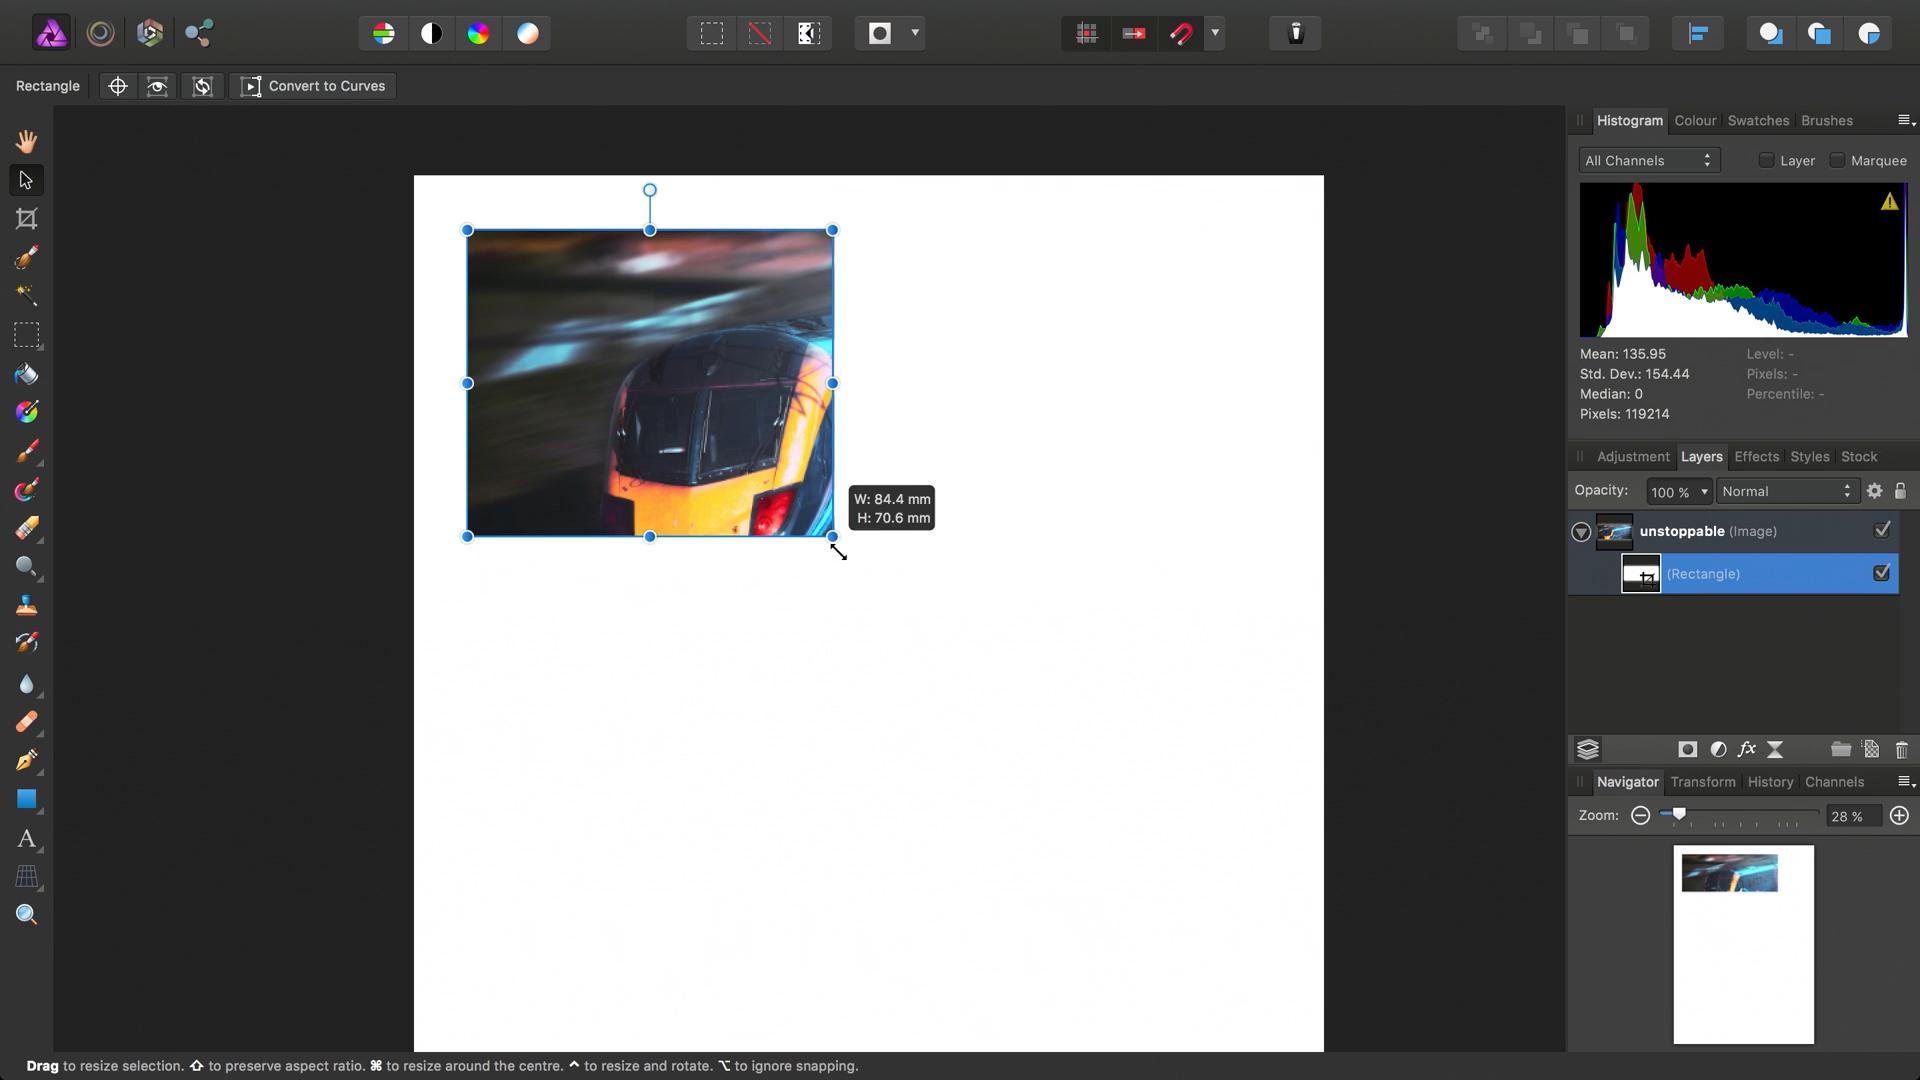 Rectangle
Convert to Curves
Histogram Colour Swatches Brushes
All Channels
Layer
Marquee
Mean: 135.95
Level: -
Std. Dev.: 154.44
Pixels: -
Median: 0
Percentile: -
Pixels: 119214
Adjustment Layers Effects Styles Stock
Opacity: 100 % Normal
W: 84.4 mm
H: 70.6 mm
unstoppable (Image)
(Rectangle)
fx
Navigator Transform History Channels
Zoom: 28 %
A
Drag to resize selection. ⇧ to preserve aspect ratio. ⌘ to resize around the centre. ^ to resize and rotate. ⌥ to ignore snapping.